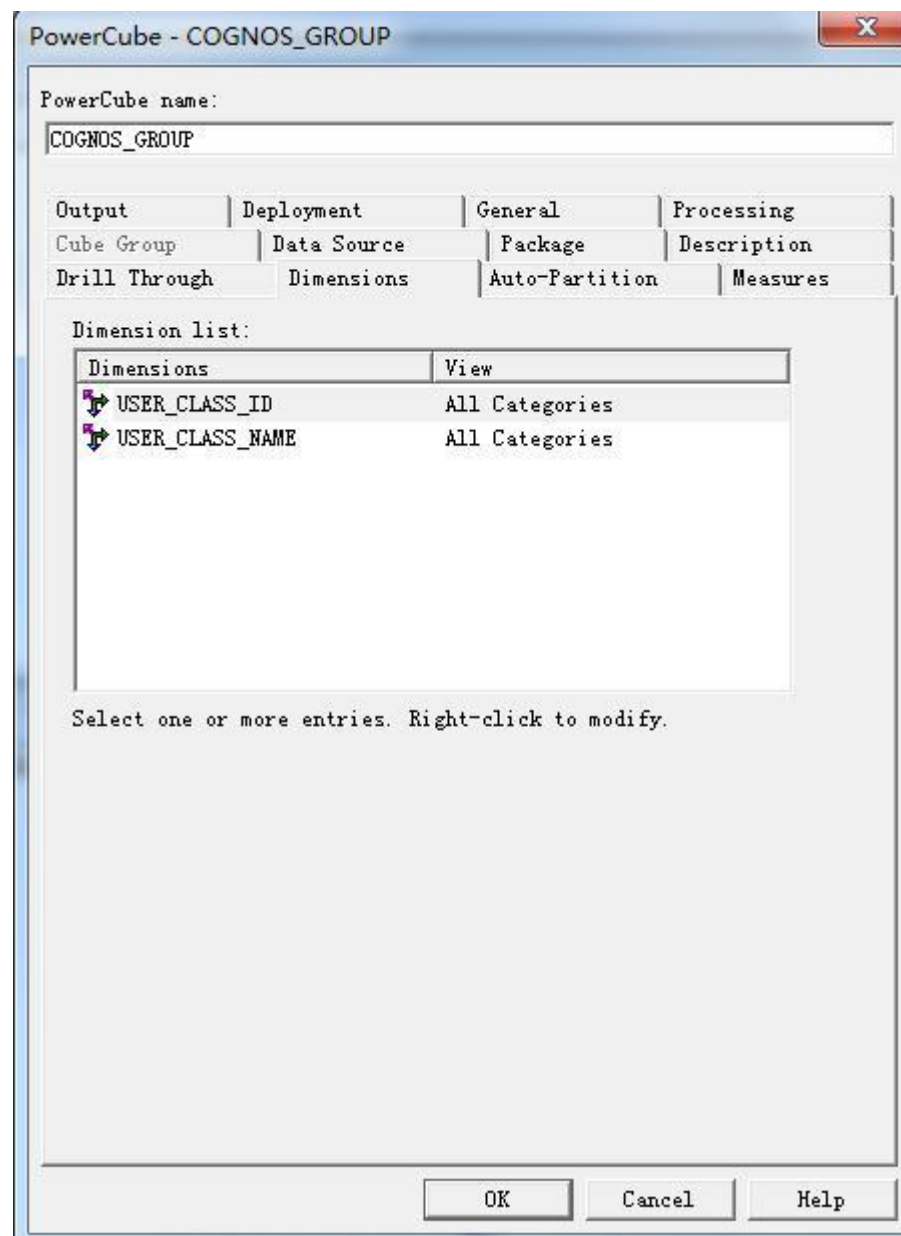 PowerCube - COGNOS_GROUP
PowerCube name:
COGNOS_GROUP
Output Deployment General Processing
Cube Group Data Source Package Description
Drill Through Dimensions Auto-Partition Measures
Dimension list:
Dimensions View
USER_CLASS_ID All Categories
USER_CLASS_NAME All Categories
Select one or more entries. Right-click to modify.
OK Cancel Help